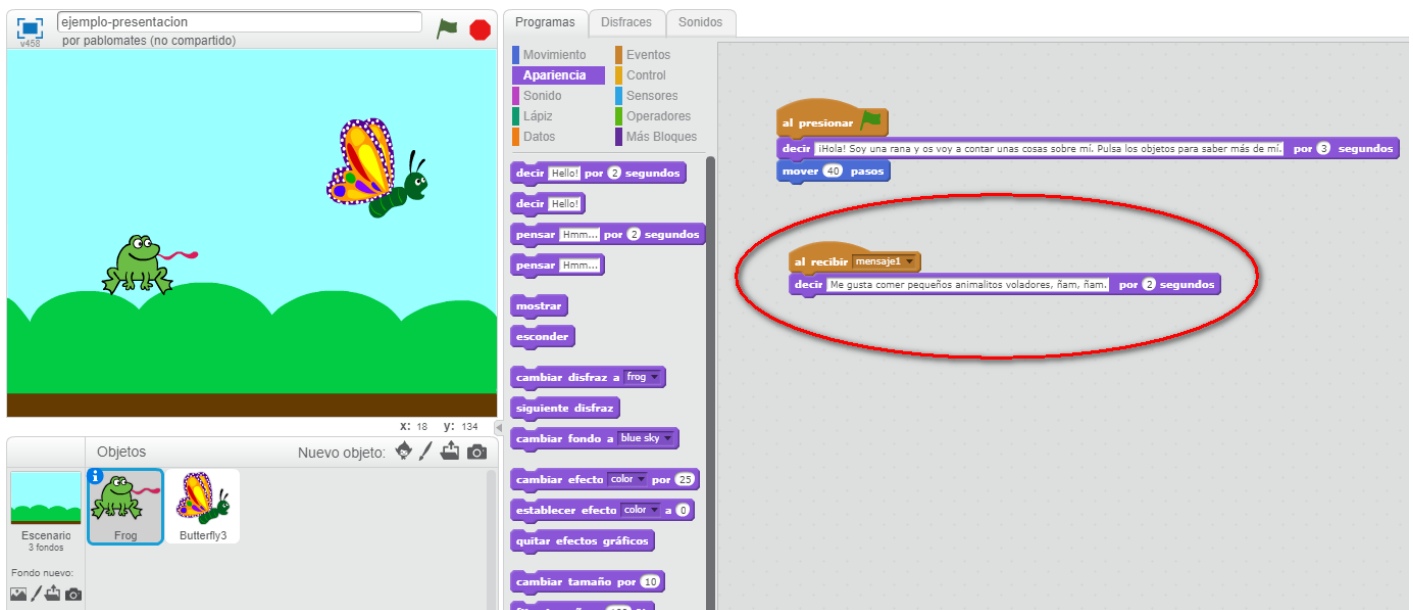 ejemplo-presentacion
v458
por pablomates (no compartido)
x: 18 y: 134
Objetos
Nuevo objeto:
Escenario
3 fondos
Fondo nuevo:
Frog
Butterfly3
Programas
Disfraces
Sonidos
Movimiento
Eventos
Apariencia
Control
Sonido
Sensores
Lápiz
Operadores
Datos
Más Bloques
decir Hello! por 2 segundos
decir Hello!
pensar Hmm... por 2 segundos
pensar Hmm...
mostrar
esconder
cambiar disfraz a frog
siguiente disfraz
cambiar fondo a blue sky
cambiar efecto color por 25
establecer efecto color a 0
quitar efectos gráficos
cambiar tamaño por 10
al presionar
decir ¡Hola! Soy una rana y os voy a contar unas cosas sobre mí. Pulsa los objetos para saber más de mí. por 3 segundos
mover 40 pasos
al recibir mensaje1
decir Me gusta comer pequeños animalitos voladores, ñam, ñam. por 2 segundos